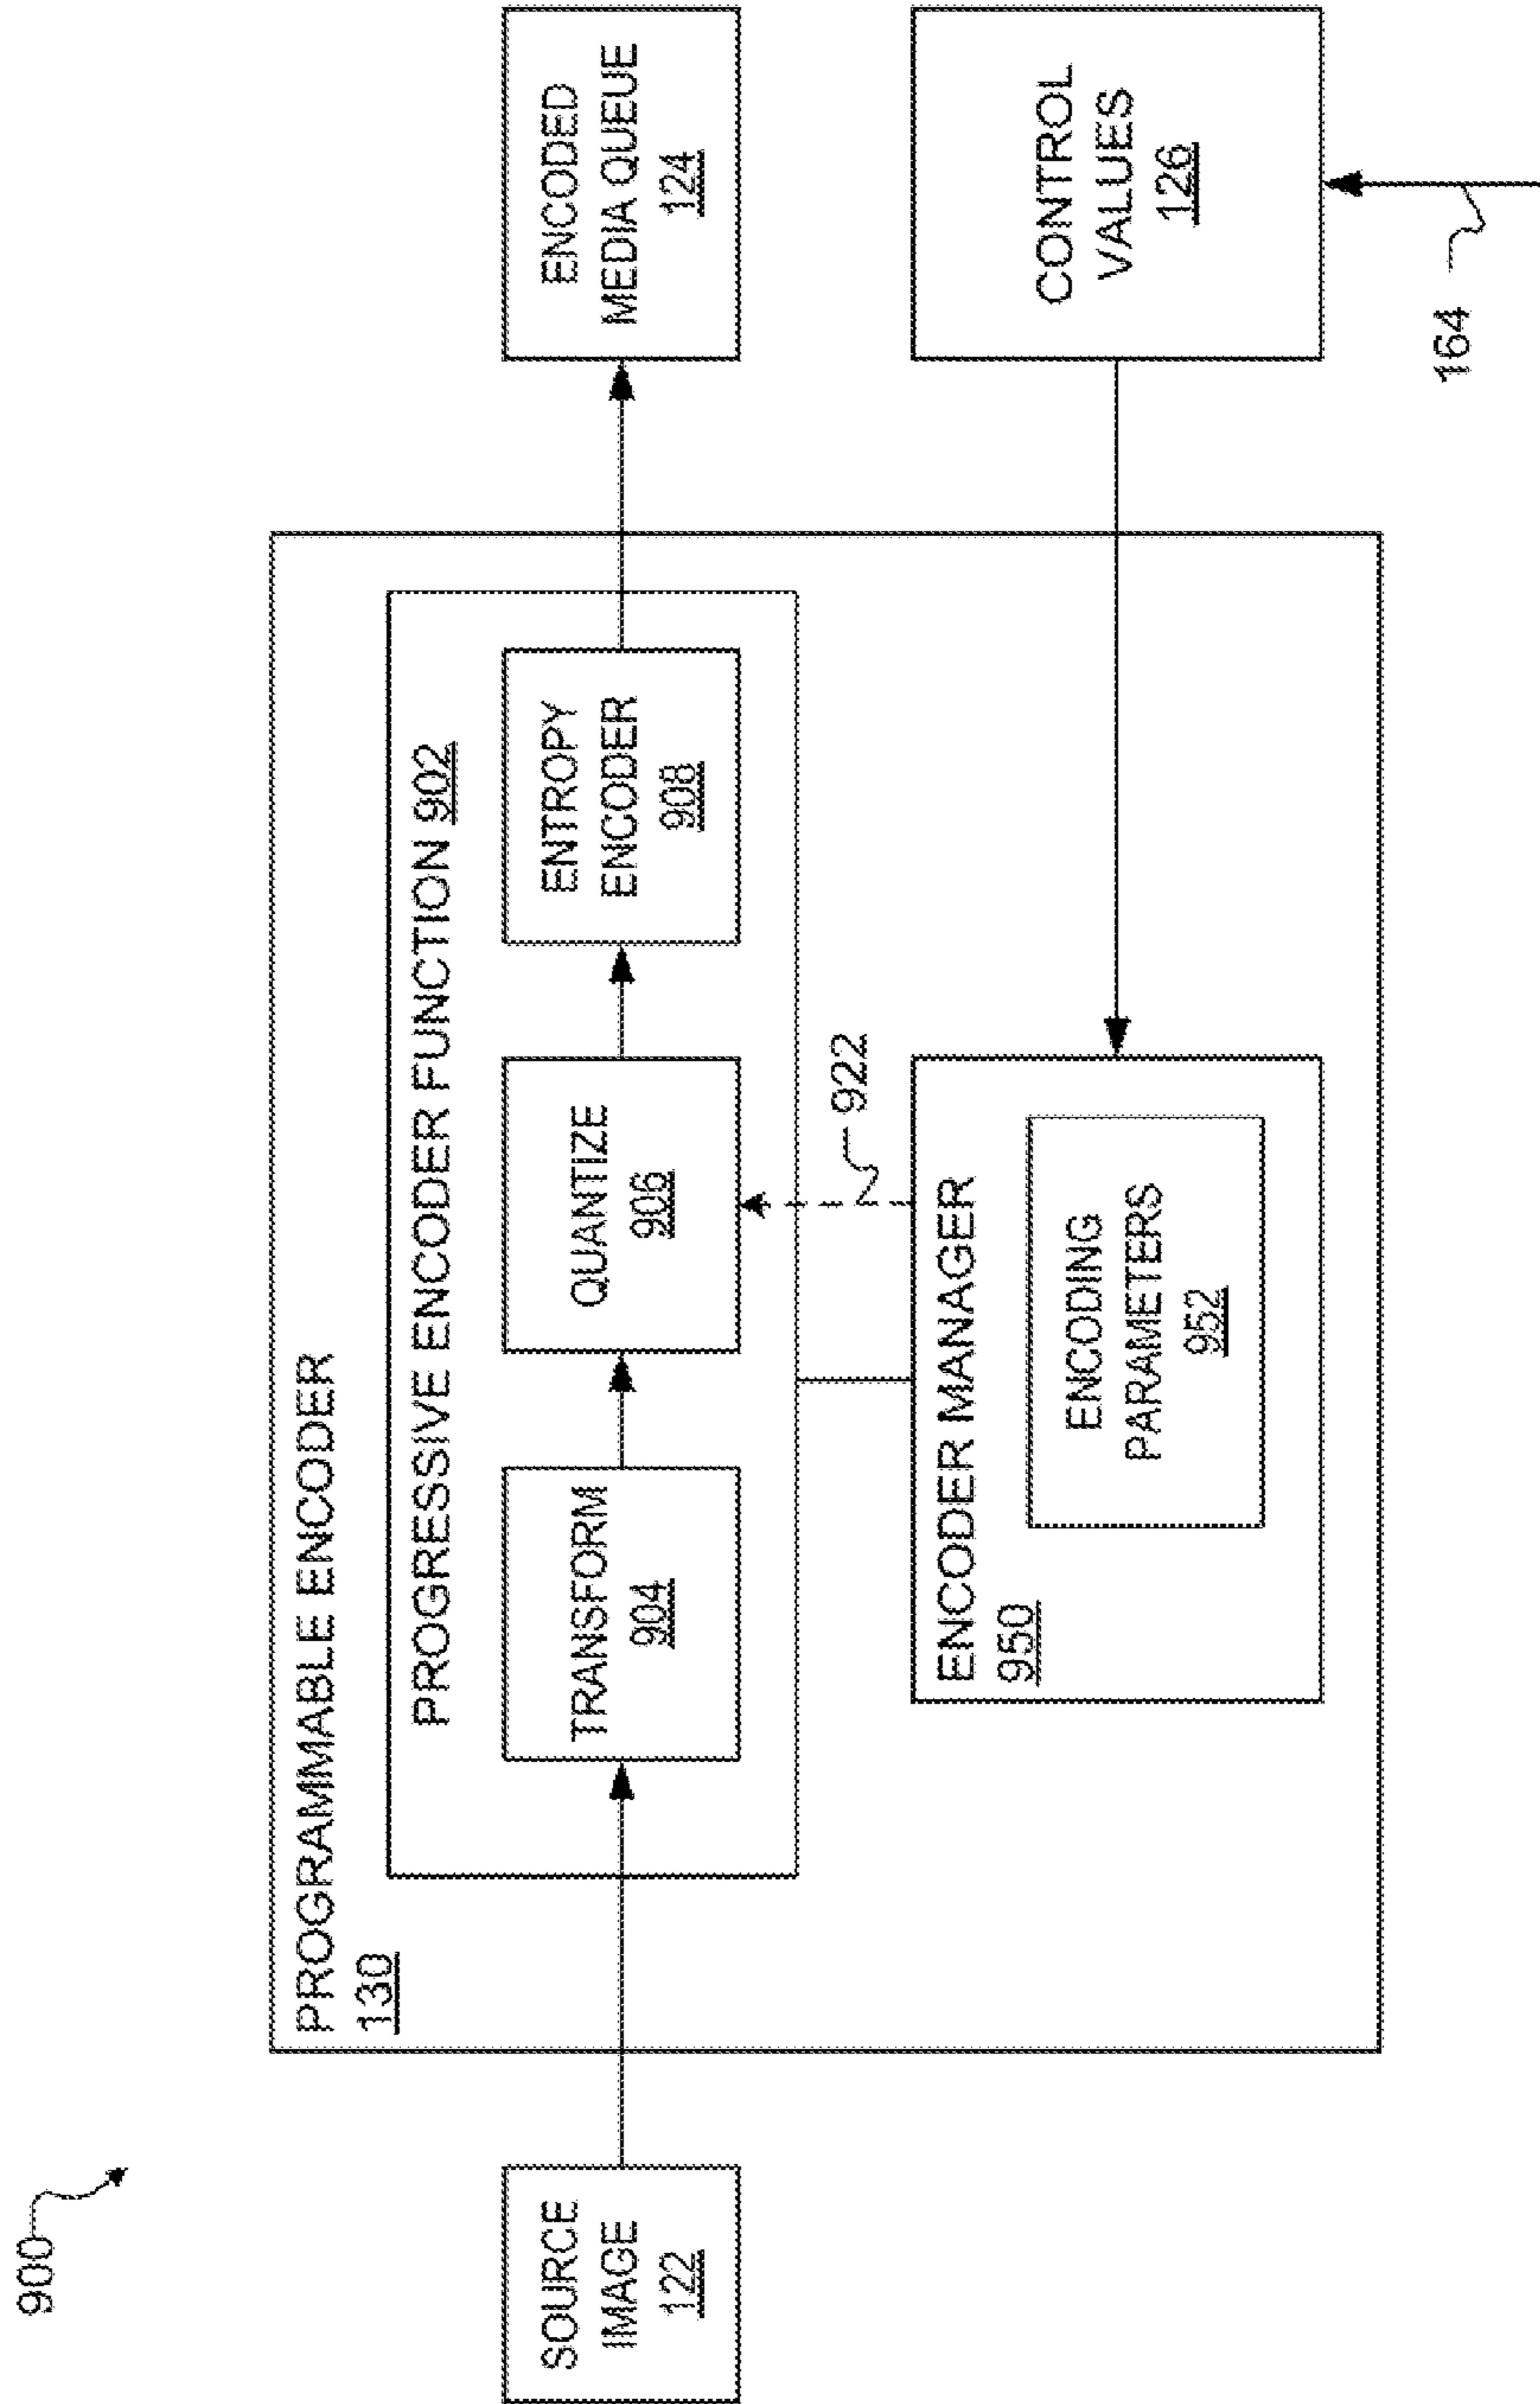 900
PROGRAMMABLE ENCODER
130
PROGRESSIVE ENCODER FUNCTION 902
SOURCE
IMAGE
122
TRANSFORM
904
QUANTIZE
906
ENTROPY
ENCODER
908
ENCODED
MEDIA QUEUE
124
922
ENCODER MANAGER
950
ENCODING
PARAMETERS
952
CONTROL
VALUES
126
164